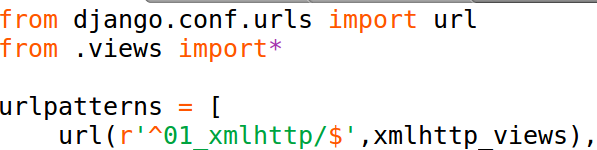 from django.conf.urls import url
from .views import*
urlpatterns = [
    url(r'^01_xmlhttp/$',xmlhttp_views),